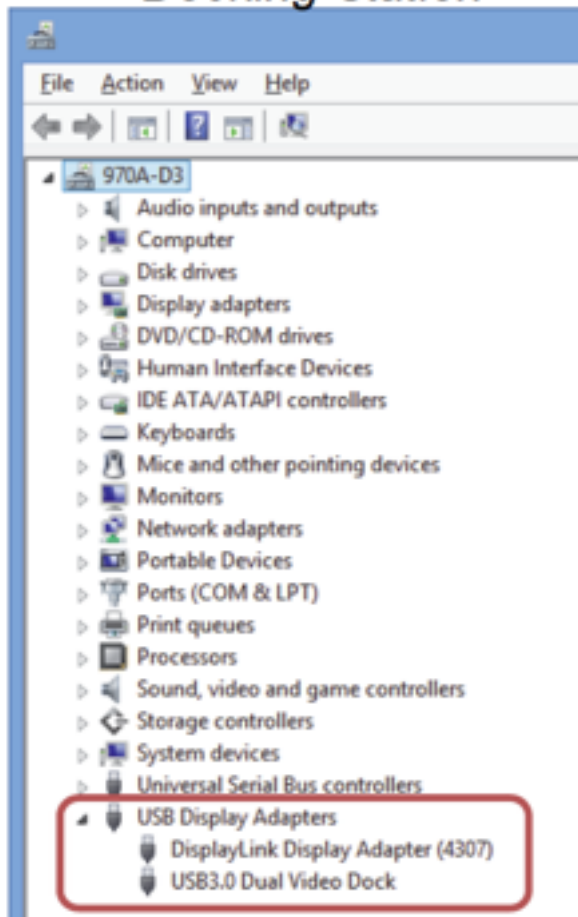 Docking Station
File Action View Help
970A-D3
Audio inputs and outputs
Computer
Disk drives
Display adapters
DVD/CD-ROM drives
Human Interface Devices
IDE ATA/ATAPI controllers
Keyboards
Mice and other pointing devices
Monitors
Network adapters
Portable Devices
Ports (COM & LPT)
Print queues
Processors
Sound, video and game controllers
Storage controllers
System devices
Universal Serial Bus controllers
USB Display Adapters
DisplayLink Display Adapter (4307)
USB3.0 Dual Video Dock